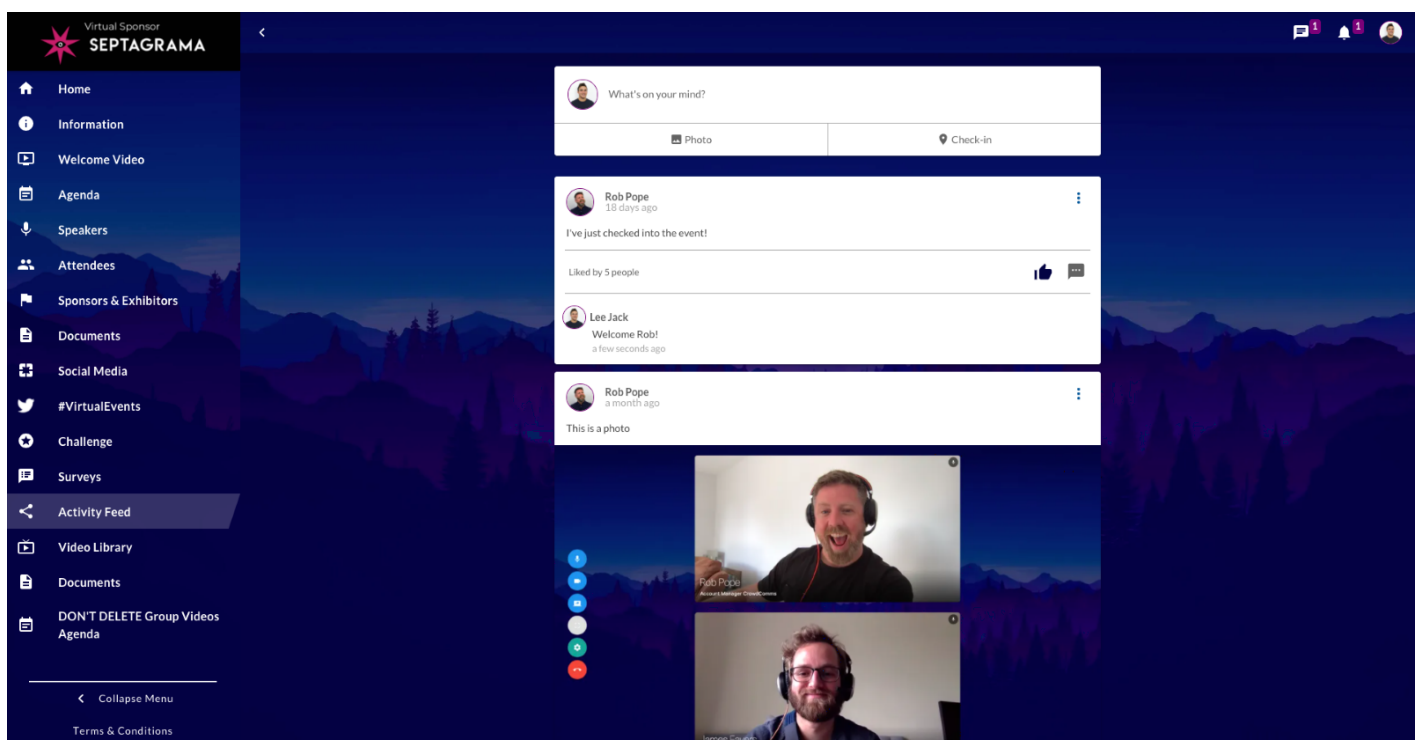 Virtual Sponsor
SEPTAGRAMA
1
1
Home
Information
Welcome Video
Agenda
Speakers
Attendees
Sponsors & Exhibitors
Documents
Social Media
#VirtualEvents
Challenge
Surveys
Activity Feed
Video Library
Documents
DON'T DELETE Group Videos
Agenda
Collapse Menu
Terms & Conditions
What's on your mind?
Photo
Check-in
Rob Pope
18 days ago
I've just checked into the event!
Liked by 5 people
Lee Jack
Welcome Rob!
a few seconds ago
Rob Pope
a month ago
This is a photo
Rob Pope
Account Manager CrowdComms
James